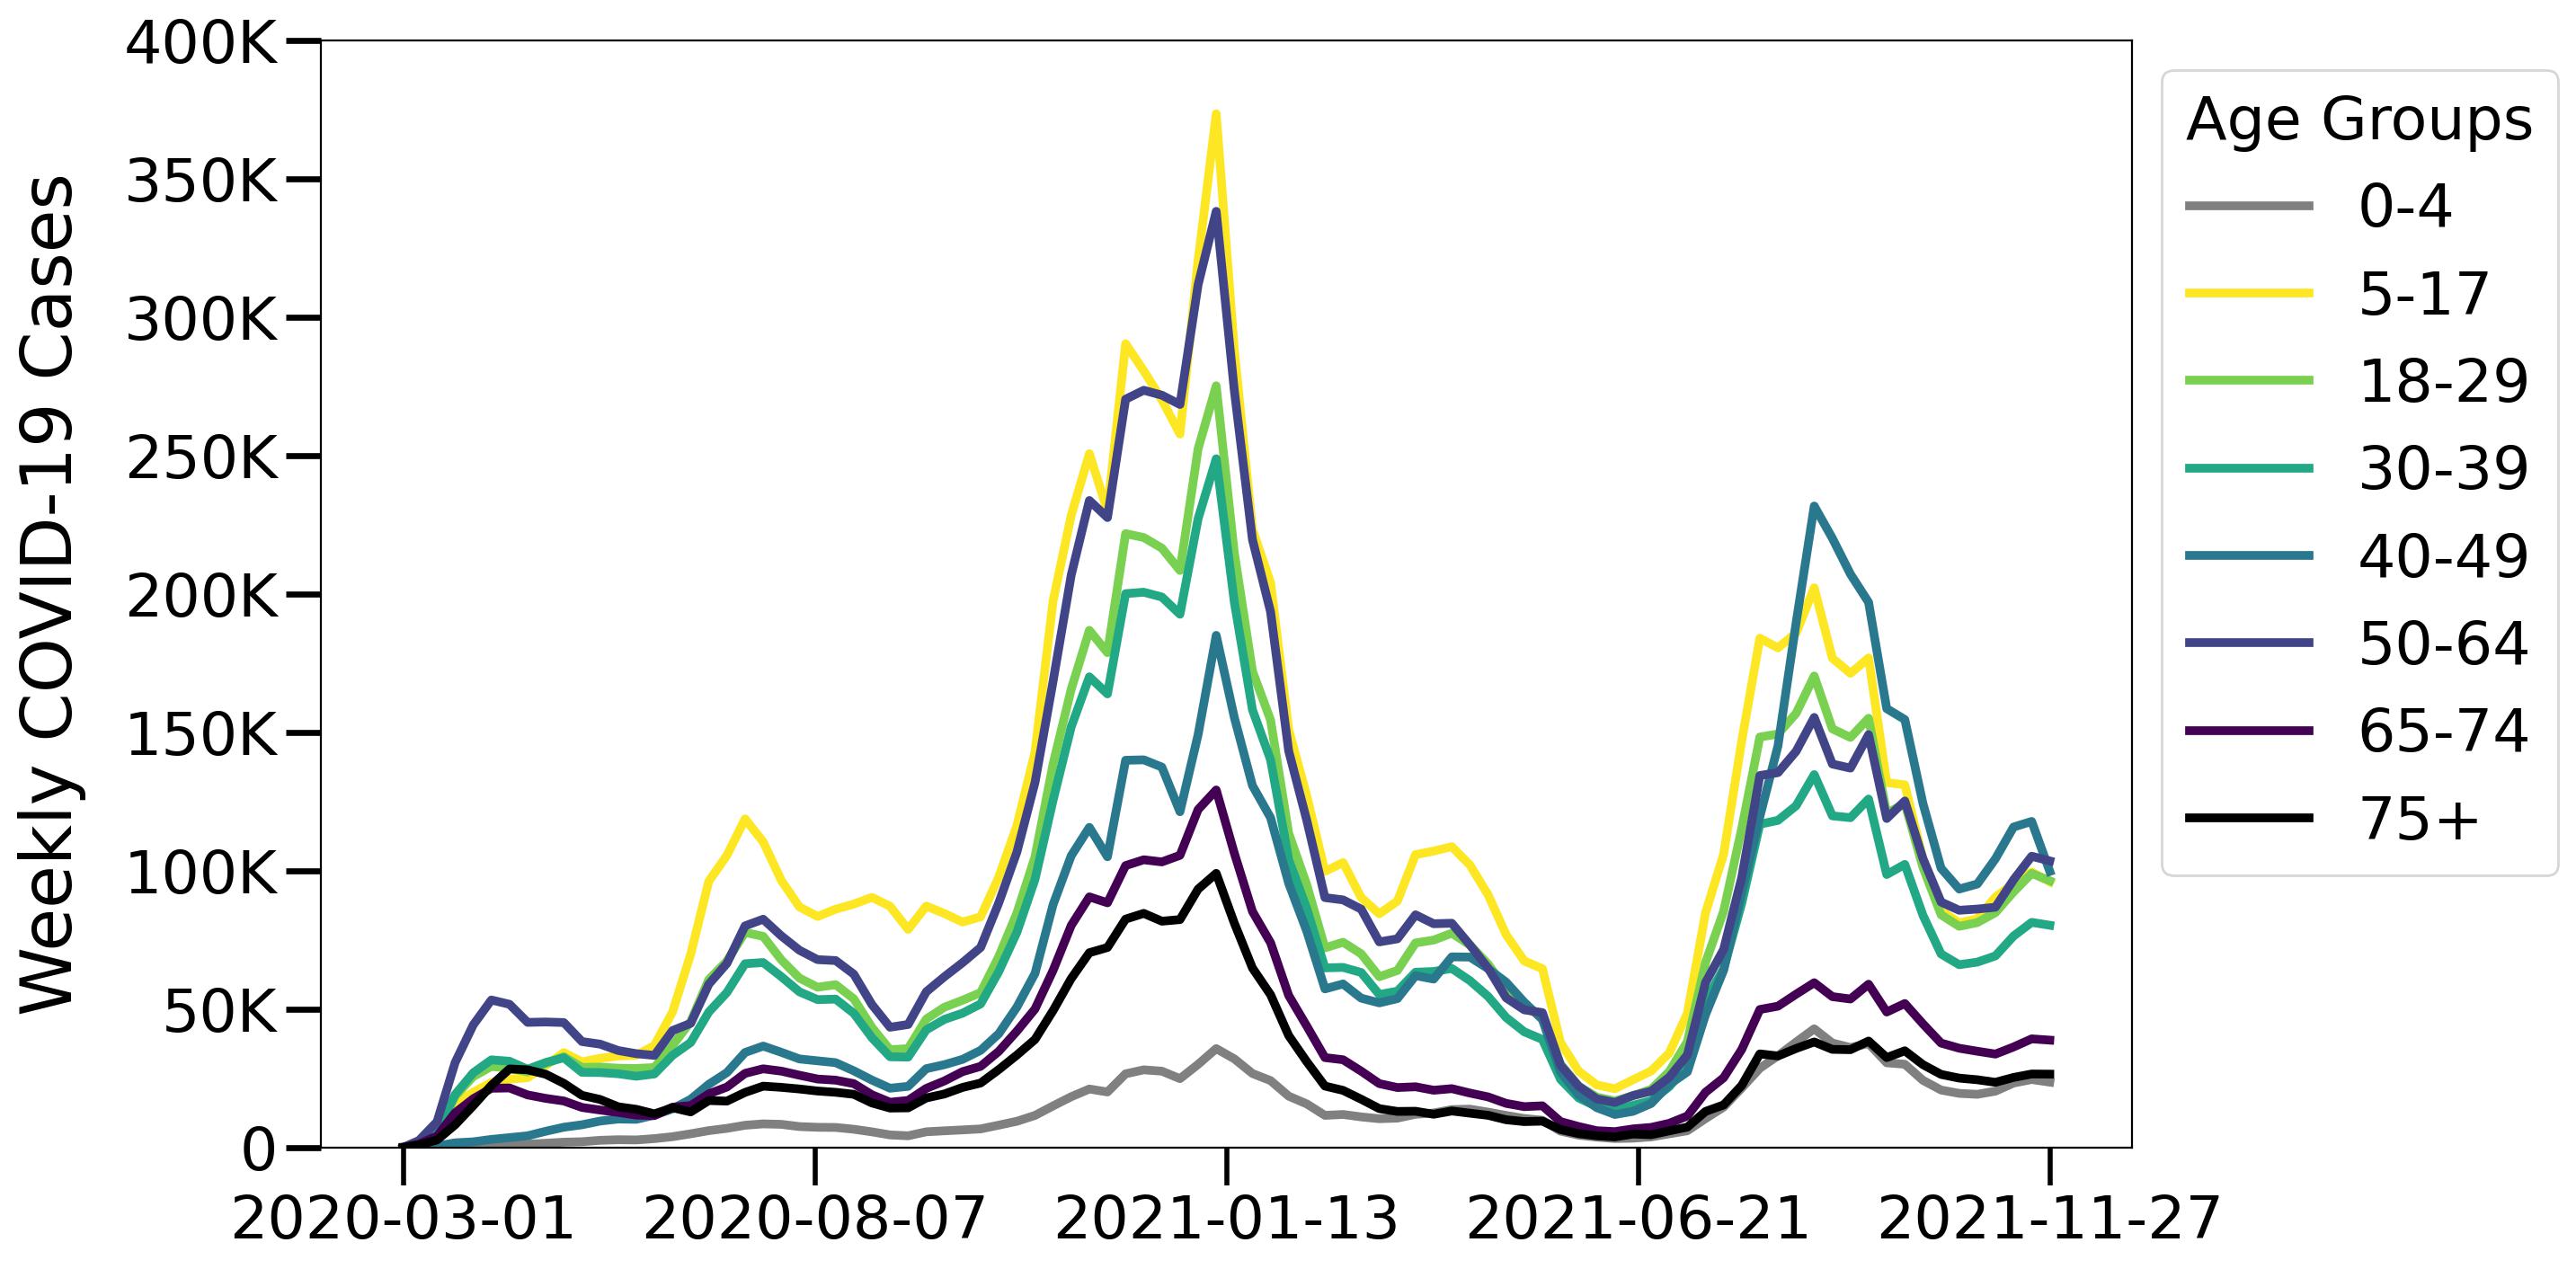 Weekly COVID-19 Cases
400K
350K
300K
250K
200K
150K
100K
50K
0
2020-03-01
2020-08-07
2021-01-13
2021-06-21
2021-11-27
Age Groups
0-4
5-17
18-29
30-39
40-49
50-64
65-74
75+